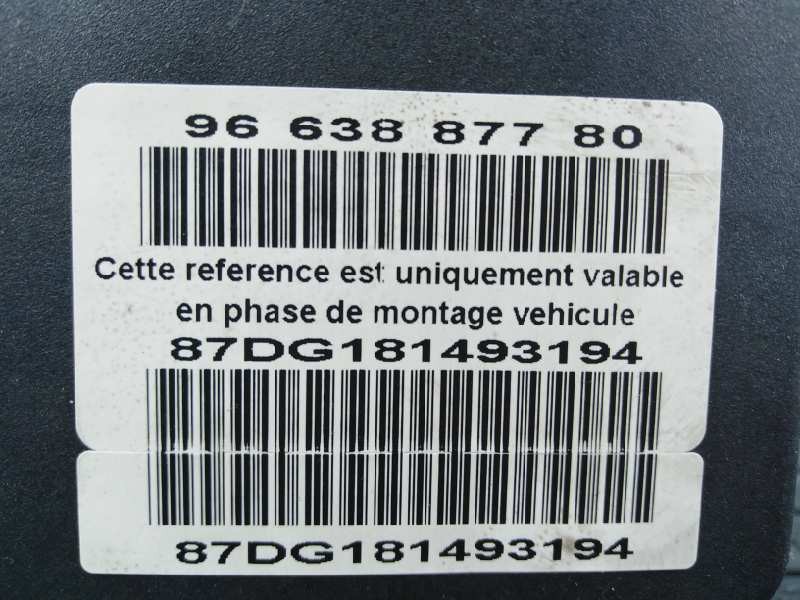 96 638 877 80
Cette reference est uniquement valable
en phase de montage vehicule
87DG181493194
87DG181493194